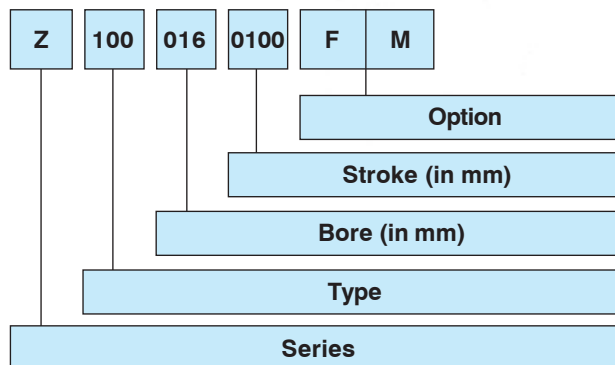 Z 100 016 0100 F M
Option
Stroke (in mm)
Bore (in mm)
Type
Series